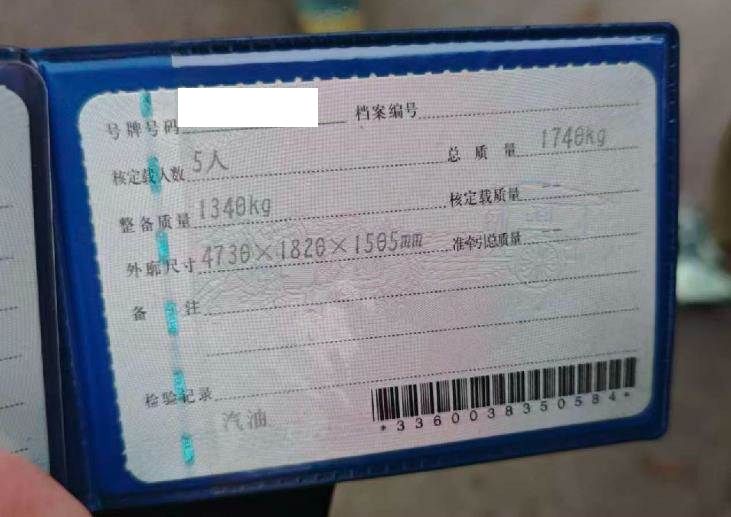 号牌号码 档案编号
核定载人数 5人 总质量 1740kg
整备质量 1340kg 核定载质量 --
外廓尺寸 4730×1820×1505mm 准牵引总质量 --
备注
检验记录
汽油
*3360038350584*